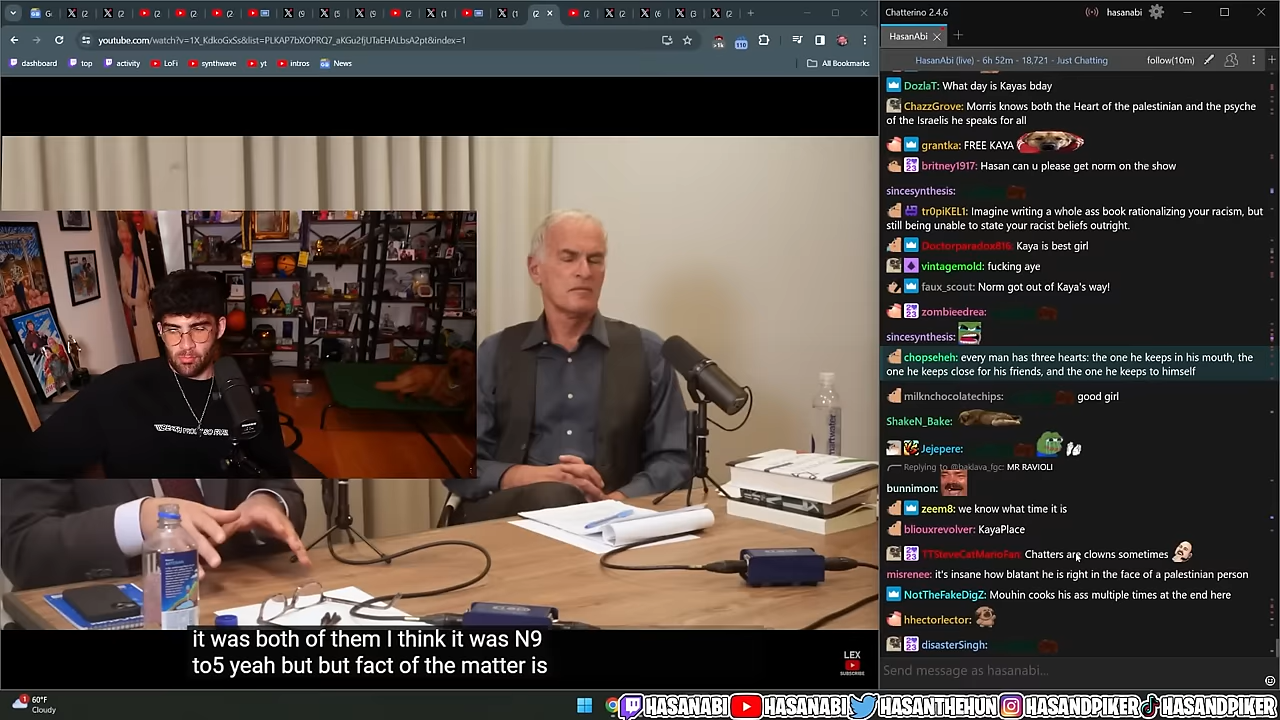 youtube.com/watch?v=1X_KdkoGxSs&list=PLKAP7bXOPRQ7_aKGu2fjUTaEHALbsA2pt&index=1
dashboard
top
activity
LoFi
synthwave
yt
intros
News
All Bookmarks
smartwater
it was both of them I think it was N9
to5 yeah but but fact of the matter is
LEX
SUBSCRIBE
Chatterino 2.4.6
hasanabi
HasanAbi
HasanAbi (live) - 6h 52m - 18,721 - Just Chatting
follow(10m)
DozlaT: What day is Kayas bday
ChazzGrove: Morris knows both the Heart of the palestinian and the psyche
of the Israelis he speaks for all
grantka: FREE KAYA
britney1917: Hasan can u please get norm on the show
sincesynthesis:
tr0piKEL1: Imagine writing a whole ass book rationalizing your racism, but
still being unable to state your racist beliefs outright.
Doctorparadox816: Kaya is best girl
vintagemold: fucking aye
faux_scout: Norm got out of Kaya's way!
zombieedrea:
sincesynthesis:
chopseheh: every man has three hearts: the one he keeps in his mouth, the
one he keeps close for his friends, and the one he keeps to himself
milknchocolatechips: good girl
ShakeN_Bake:
Jejepere:
Replying to @baklava_fgc: MR RAVIOLI
bunnimon:
zeem8: we know what time it is
bliouxrevolver: KayaPlace
TTSteveCatMarioFan: Chatters are clowns sometimes
misrenee: it's insane how blatant he is right in the face of a palestinian person
NotTheFakeDigZ: Mouhin cooks his ass multiple times at the end here
hhectorlector:
disasterSingh:
Send message as hasanabi...
60°F
Cloudy
HASANABI
HASANABI
HASANTHEHUN
HASANDPIKER
HASANDPIKER